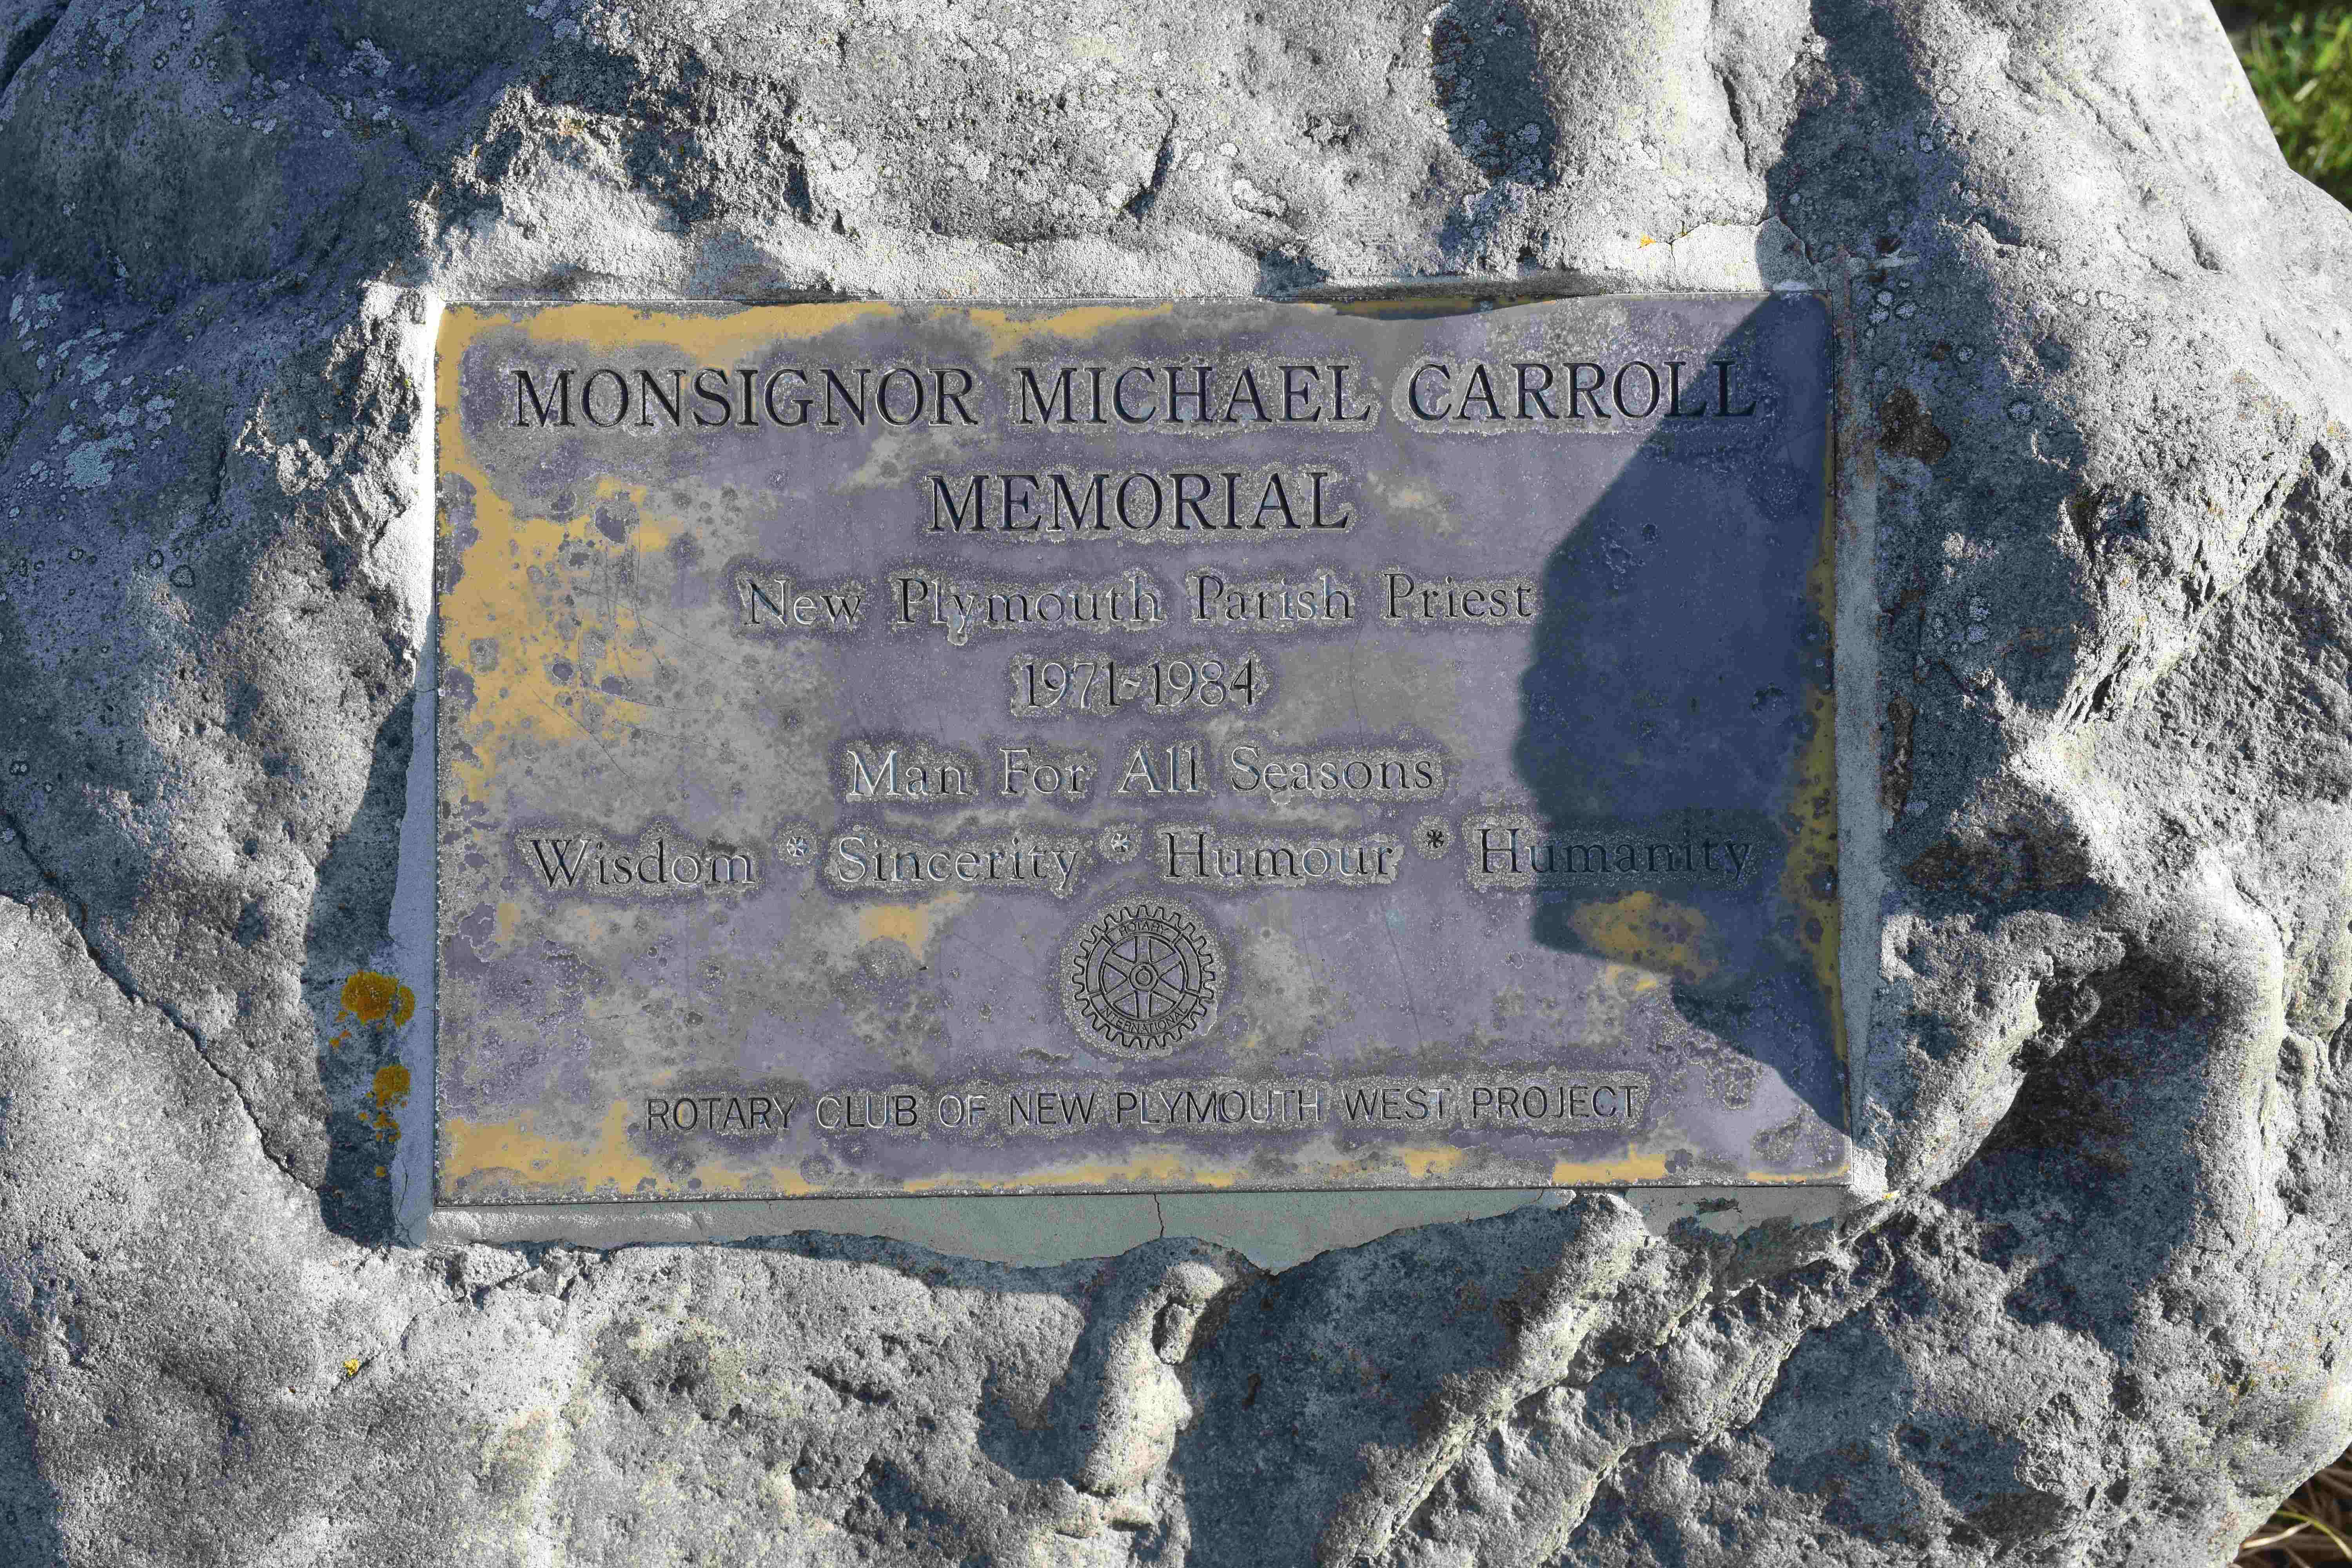 MONSIGNOR MICHAEL CARROLL
MEMORIAL
New Plymouth Parish Priest
1971~1984
Man For All Seasons
Wisdom * Sincerity * Humour * Humanity
ROTARY
INTERNATIONAL
ROTARY CLUB OF NEW PLYMOUTH WEST PROJECT